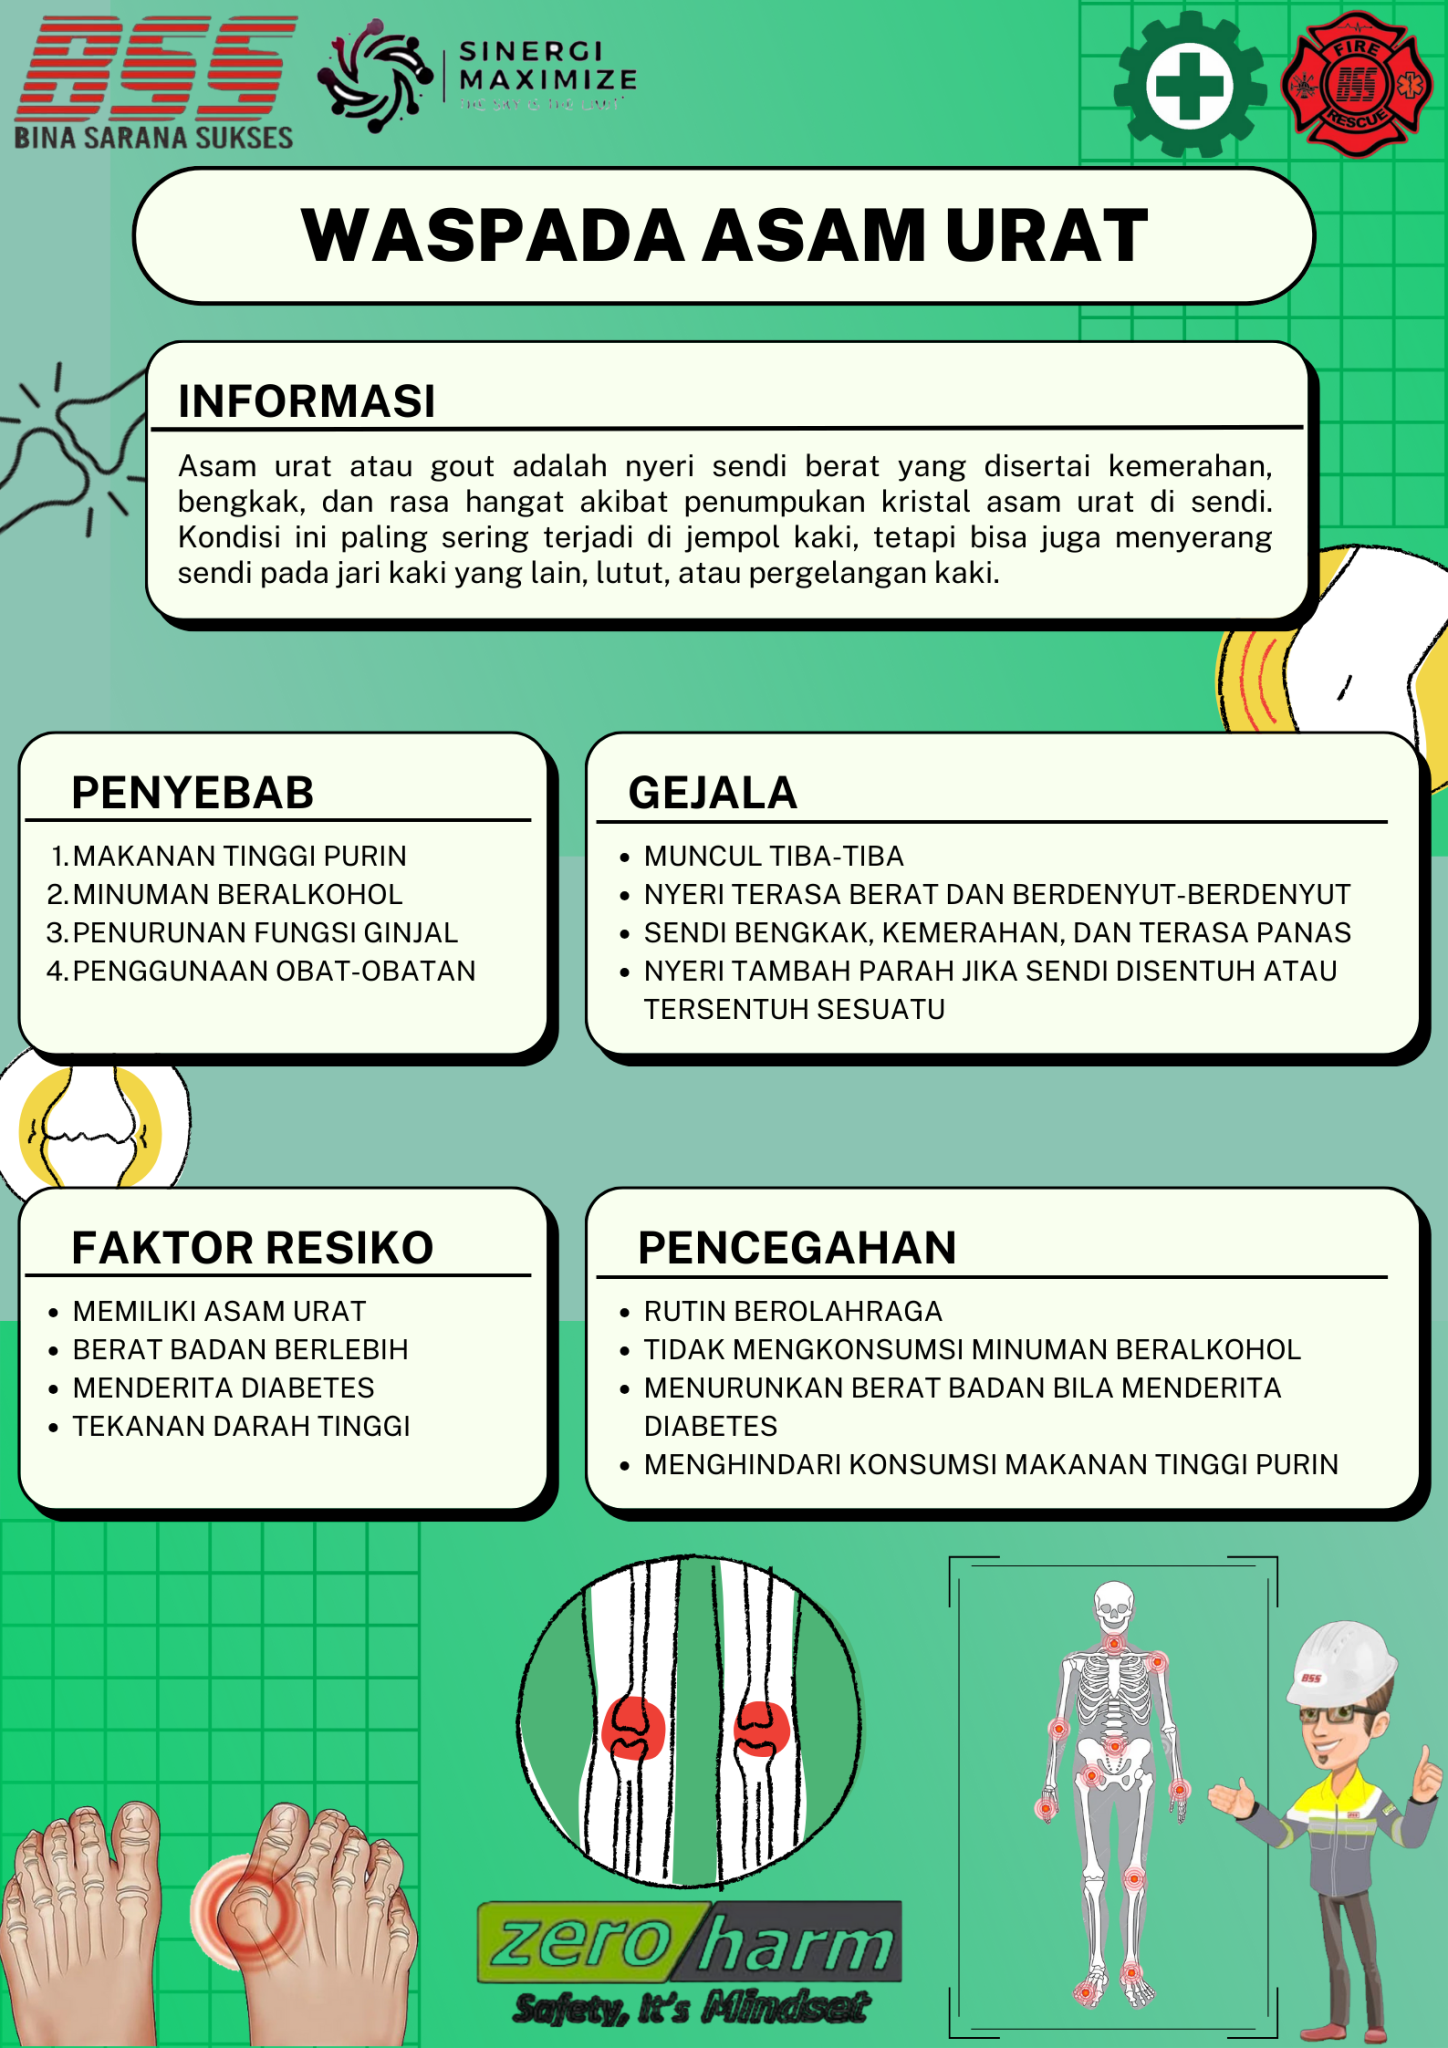 BSS
BINA SARANA SUKSES
SINERGI
MAXIMIZE
THE SKY IS THE LIMIT
FIRE
BSS
RESCUE
WASPADA ASAM URAT
INFORMASI
Asam urat atau gout adalah nyeri sendi berat yang disertai kemerahan,
bengkak, dan rasa hangat akibat penumpukan kristal asam urat di sendi.
Kondisi ini paling sering terjadi di jempol kaki, tetapi bisa juga menyerang
sendi pada jari kaki yang lain, lutut, atau pergelangan kaki.
PENYEBAB
1. MAKANAN TINGGI PURIN
2. MINUMAN BERALKOHOL
3. PENURUNAN FUNGSI GINJAL
4. PENGGUNAAN OBAT-OBATAN
GEJALA
• MUNCUL TIBA-TIBA
• NYERI TERASA BERAT DAN BERDENYUT-BERDENYUT
• SENDI BENGKAK, KEMERAHAN, DAN TERASA PANAS
• NYERI TAMBAH PARAH JIKA SENDI DISENTUH ATAU
TERSENTUH SESUATU
FAKTOR RESIKO
• MEMILIKI ASAM URAT
• BERAT BADAN BERLEBIH
• MENDERITA DIABETES
• TEKANAN DARAH TINGGI
PENCEGAHAN
• RUTIN BEROLAHRAGA
• TIDAK MENGKONSUMSI MINUMAN BERALKOHOL
• MENURUNKAN BERAT BADAN BILA MENDERITA
DIABETES
• MENGHINDARI KONSUMSI MAKANAN TINGGI PURIN
BSS
zero harm
Safety, It's Mindset